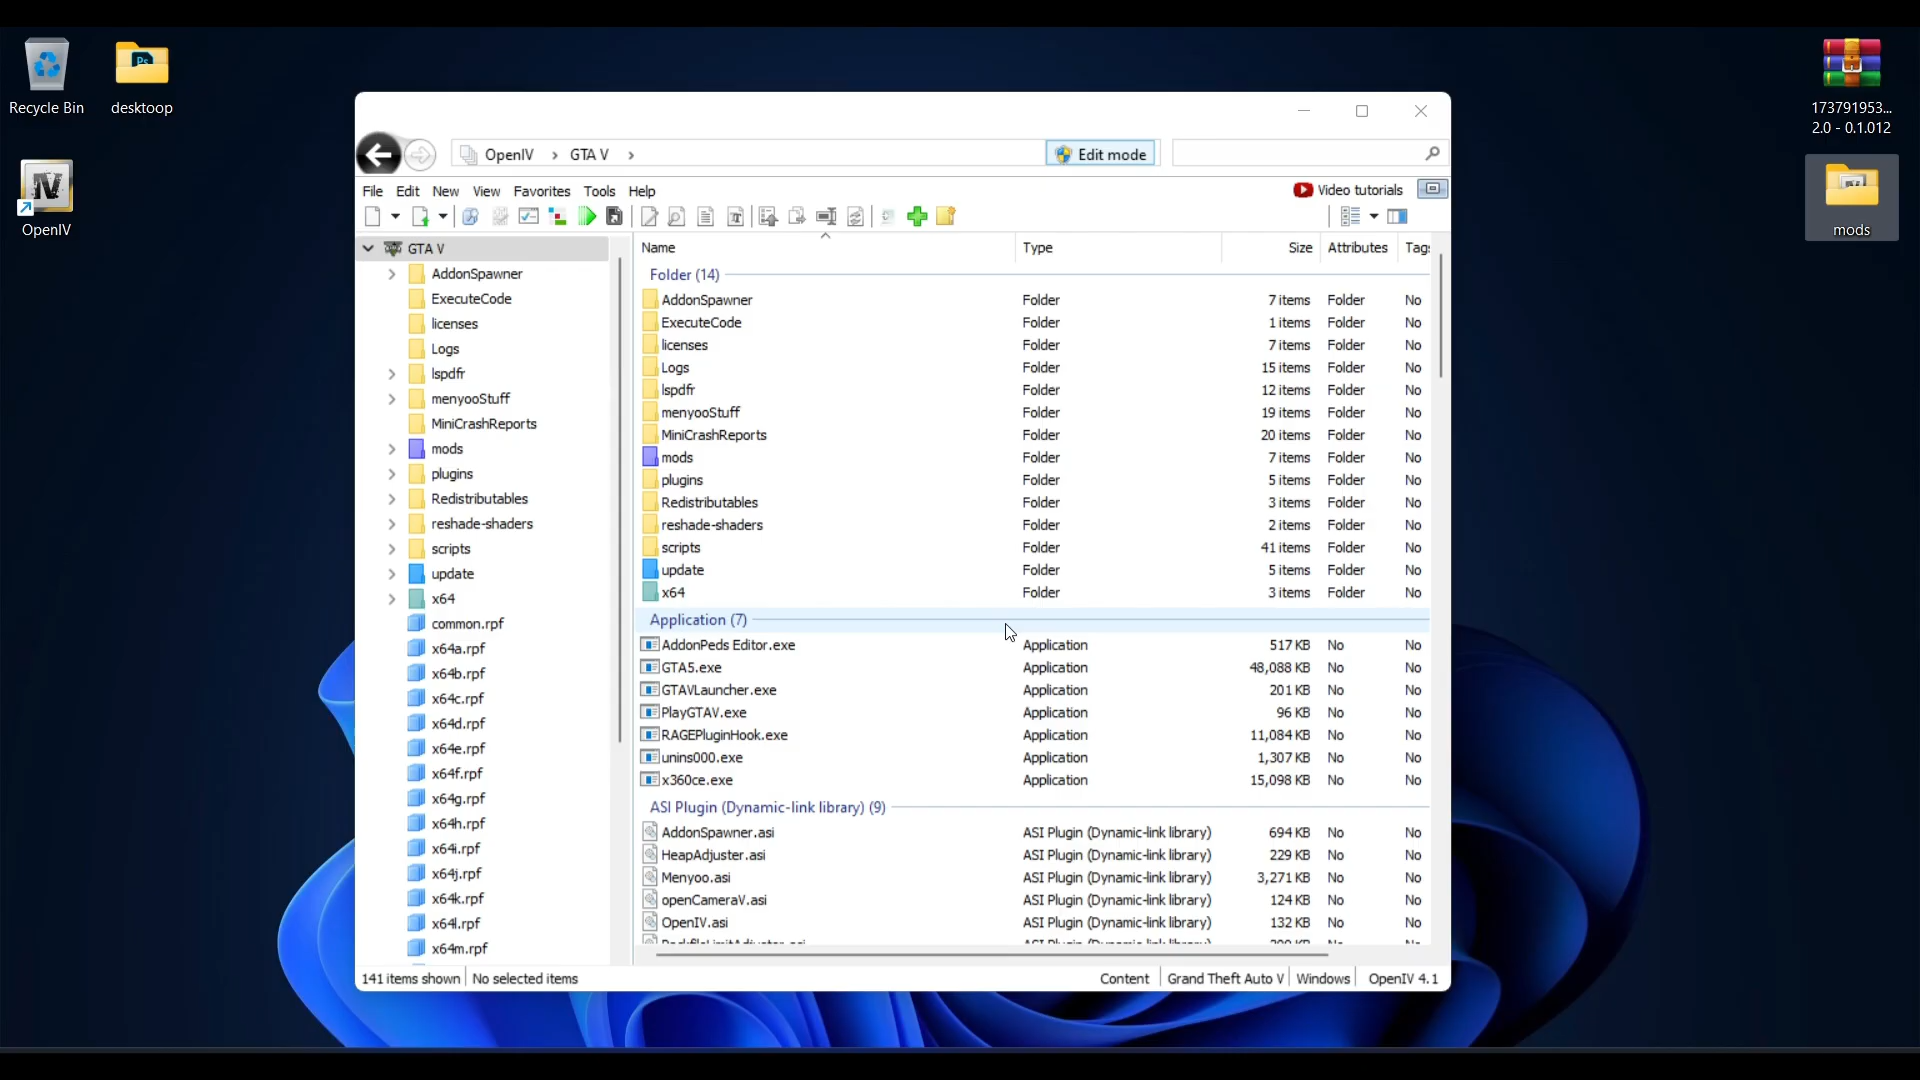 Recycle Bin
desktoop
OpenIV
173791953...
2.0 - 0.1.012
mods
OpenIV > GTA V >
Edit mode
File Edit New View Favorites Tools Help
Video tutorials
GTA V
AddonSpawner
ExecuteCode
licenses
Logs
lspdfr
menyooStuff
MiniCrashReports
mods
plugins
Redistributables
reshade-shaders
scripts
update
x64
common.rpf
x64a.rpf
x64b.rpf
x64c.rpf
x64d.rpf
x64e.rpf
x64f.rpf
x64g.rpf
x64h.rpf
x64i.rpf
x64j.rpf
x64k.rpf
x64l.rpf
x64m.rpf
Name Type Size Attributes Tags
Folder (14)
AddonSpawner Folder 7 items Folder No
ExecuteCode Folder 1 items Folder No
licenses Folder 7 items Folder No
Logs Folder 15 items Folder No
lspdfr Folder 12 items Folder No
menyooStuff Folder 19 items Folder No
MiniCrashReports Folder 20 items Folder No
mods Folder 7 items Folder No
plugins Folder 5 items Folder No
Redistributables Folder 3 items Folder No
reshade-shaders Folder 2 items Folder No
scripts Folder 41 items Folder No
update Folder 5 items Folder No
x64 Folder 3 items Folder No
Application (7)
AddonPeds Editor.exe Application 517 KB No No
GTA5.exe Application 48,088 KB No No
GTAVLauncher.exe Application 201 KB No No
PlayGTAV.exe Application 96 KB No No
RAGEPluginHook.exe Application 11,084 KB No No
unins000.exe Application 1,307 KB No No
x360ce.exe Application 15,098 KB No No
ASI Plugin (Dynamic-link library) (9)
AddonSpawner.asi ASI Plugin (Dynamic-link library) 694 KB No No
HeapAdjuster.asi ASI Plugin (Dynamic-link library) 229 KB No No
Menyoo.asi ASI Plugin (Dynamic-link library) 3,271 KB No No
openCameraV.asi ASI Plugin (Dynamic-link library) 124 KB No No
OpenIV.asi ASI Plugin (Dynamic-link library) 132 KB No No
141 items shown No selected items Content Grand Theft Auto V Windows OpenIV 4.1